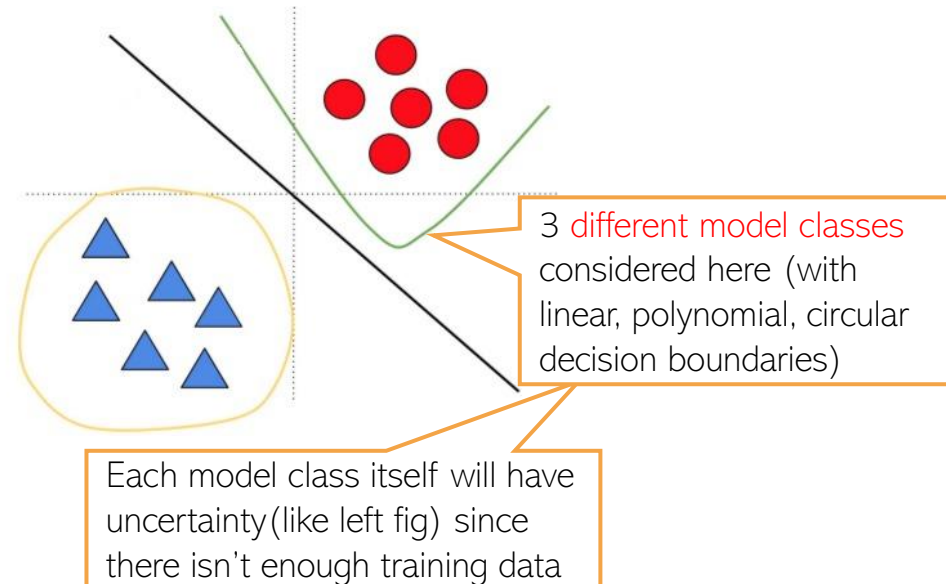 3 different model classes
considered here (with
linear, polynomial, circular
decision boundaries)
Each model class itself will have
uncertainty(like left fig) since
there isn't enough training data